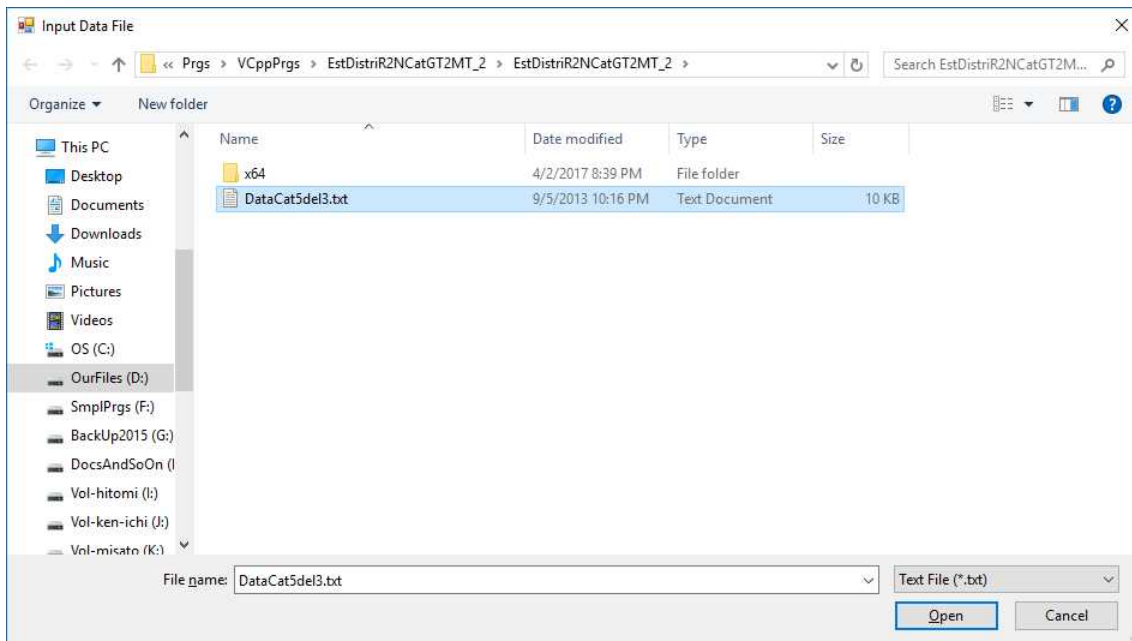 Input Data File
« Prgs > VCppPrgs > EstDistriR2NCatGT2MT_2 > EstDistriR2NCatGT2MT_2 >
Search EstDistriR2NCatGT2M...
Organize New folder
Name Date modified Type Size
x64 4/2/2017 8:39 PM File folder
DataCat5del3.txt 9/5/2013 10:16 PM Text Document 10 KB
This PC
Desktop
Documents
Downloads
Music
Pictures
Videos
OS (C:)
OurFiles (D:)
SmplPrgs (F:)
BackUp2015 (G:)
DocsAndSoOn (
Vol-hitomi (I:)
Vol-ken-ichi (J:)
Vol-misato (K:)
File name: DataCat5del3.txt
Text File (*.txt)
Open Cancel